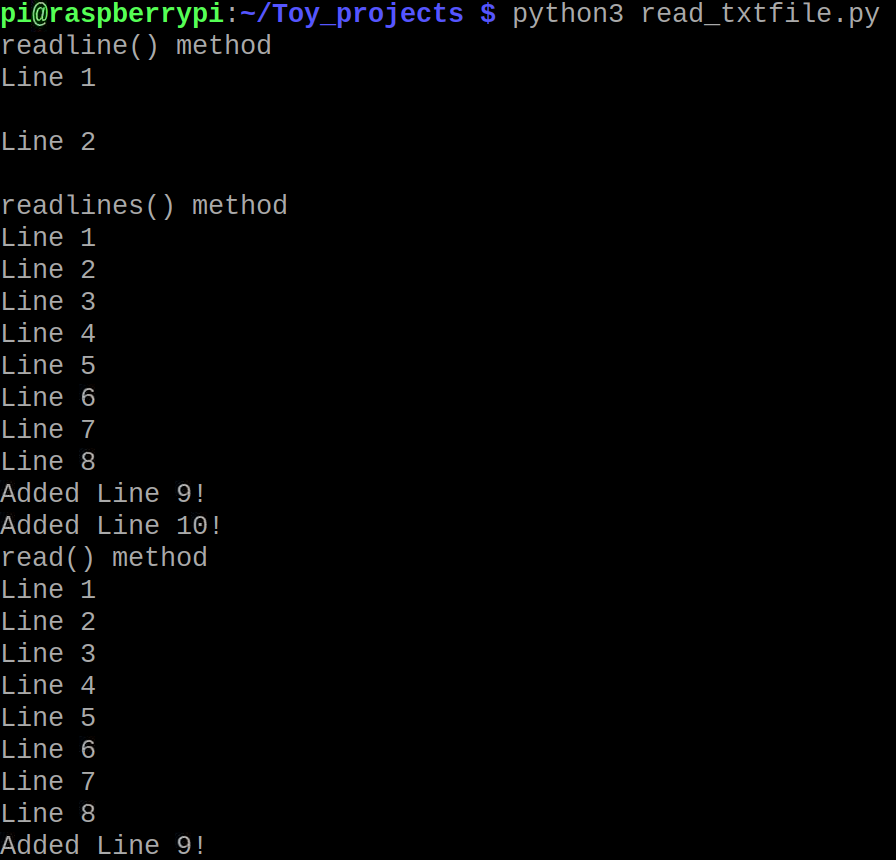 pi@raspberrypi:~/Toy_projects $ python3 read_txtfile.py
readline() method
Line 1
Line 2
readlines() method
Line 1
Line 2
Line 3
Line 4
Line 5
Line 6
Line 7
Line 8
Added Line 9!
Added Line 10!
read() method
Line 1
Line 2
Line 3
Line 4
Line 5
Line 6
Line 7
Line 8
Added Line 9!